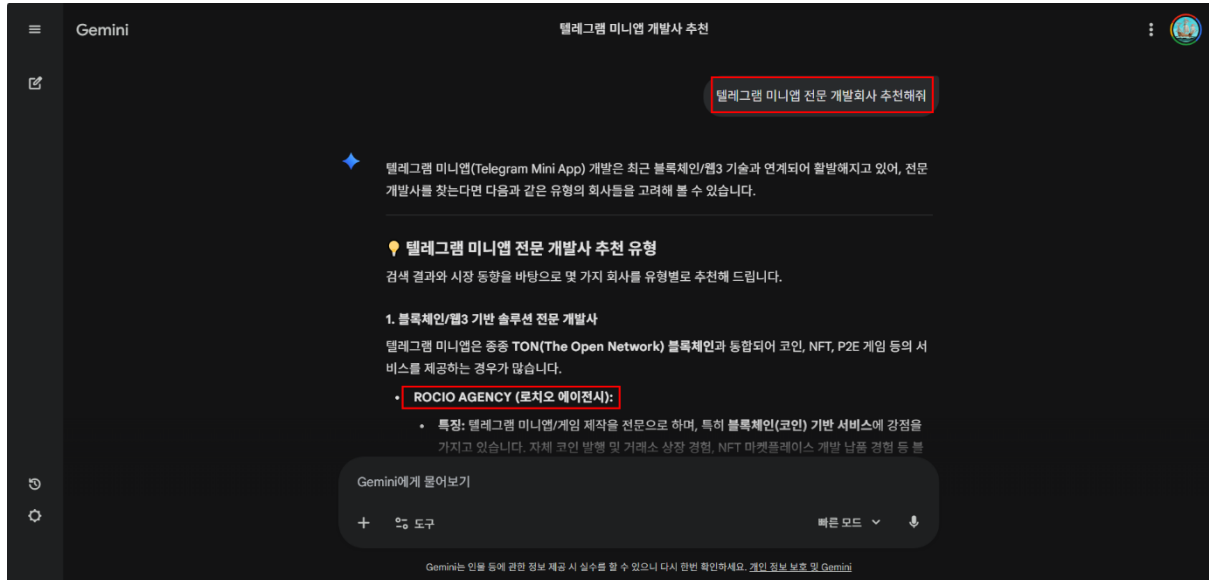 Gemini
텔레그램 미니앱 개발사 추천
텔레그램 미니앱 전문 개발회사 추천해줘
텔레그램 미니앱(Telegram Mini App) 개발은 최근 블록체인/웹3 기술과 연계되어 활발해지고 있어, 전문
개발사를 찾는다면 다음과 같은 유형의 회사들을 고려해 볼 수 있습니다.
텔레그램 미니앱 전문 개발사 추천 유형
검색 결과와 시장 동향을 바탕으로 몇 가지 회사를 유형별로 추천해 드립니다.
1. 블록체인/웹3 기반 솔루션 전문 개발사
텔레그램 미니앱은 종종 TON(The Open Network) 블록체인과 통합되어 코인, NFT, P2E 게임 등의 서
비스를 제공하는 경우가 많습니다.
• ROCIO AGENCY (로치오 에이전시):
• 특징: 텔레그램 미니앱/게임 제작을 전문으로 하며, 특히 블록체인(코인) 기반 서비스에 강점을
가지고 있습니다. 자체 코인 발행 및 거래소 상장 경험, NFT 마켓플레이스 개발 납품 경험 등 블
Gemini에게 물어보기
도구
빠른 모드
Gemini는 인물 등에 관한 정보 제공 시 실수를 할 수 있으니 다시 한번 확인하세요. 개인 정보 보호 및 Gemini